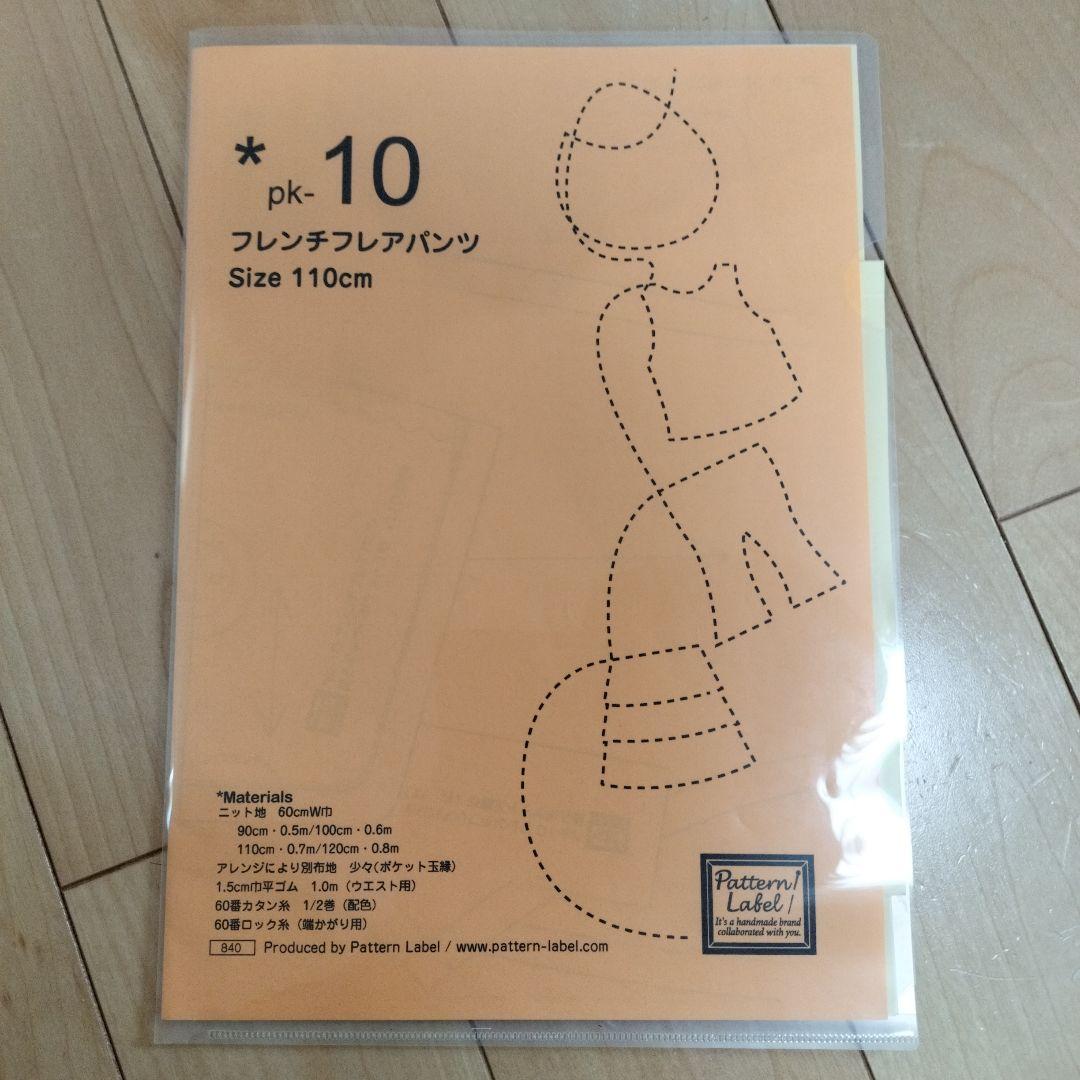 * pk- 10
フレンチフレアパンツ
Size 110cm
*Materials
ニット地　60cmW巾
90cm・0.5m/100cm・0.6m
110cm・0.7m/120cm・0.8m
アレンジにより別布地　少々(ポケット玉縁)
1.5cm巾平ゴム　1.0m（ウエスト用）
60番カタン糸　1/2巻（配色）
60番ロック糸（端かがり用）
840 Produced by Pattern Label / www.pattern-label.com
Pattern
Label
It's a handmade brand
collaborated with you.